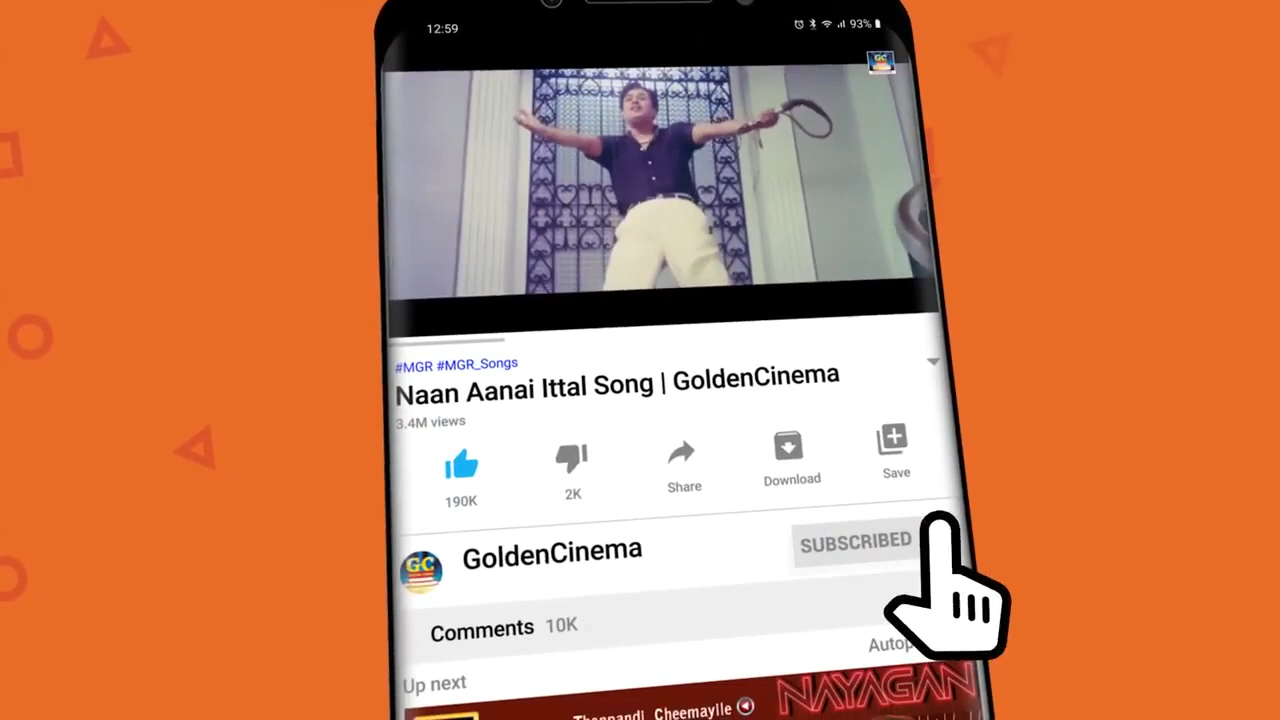 12:59
93%
GC
#MGR #MGR_Songs
Naan Aanai Ittal Song | GoldenCinema
3.4M views
190K
2K
Share
Download
Save
GC
GoldenCinema
SUBSCRIBED
Comments 10K
Up next
NAYAGAN
Thenpandi Cheemayile